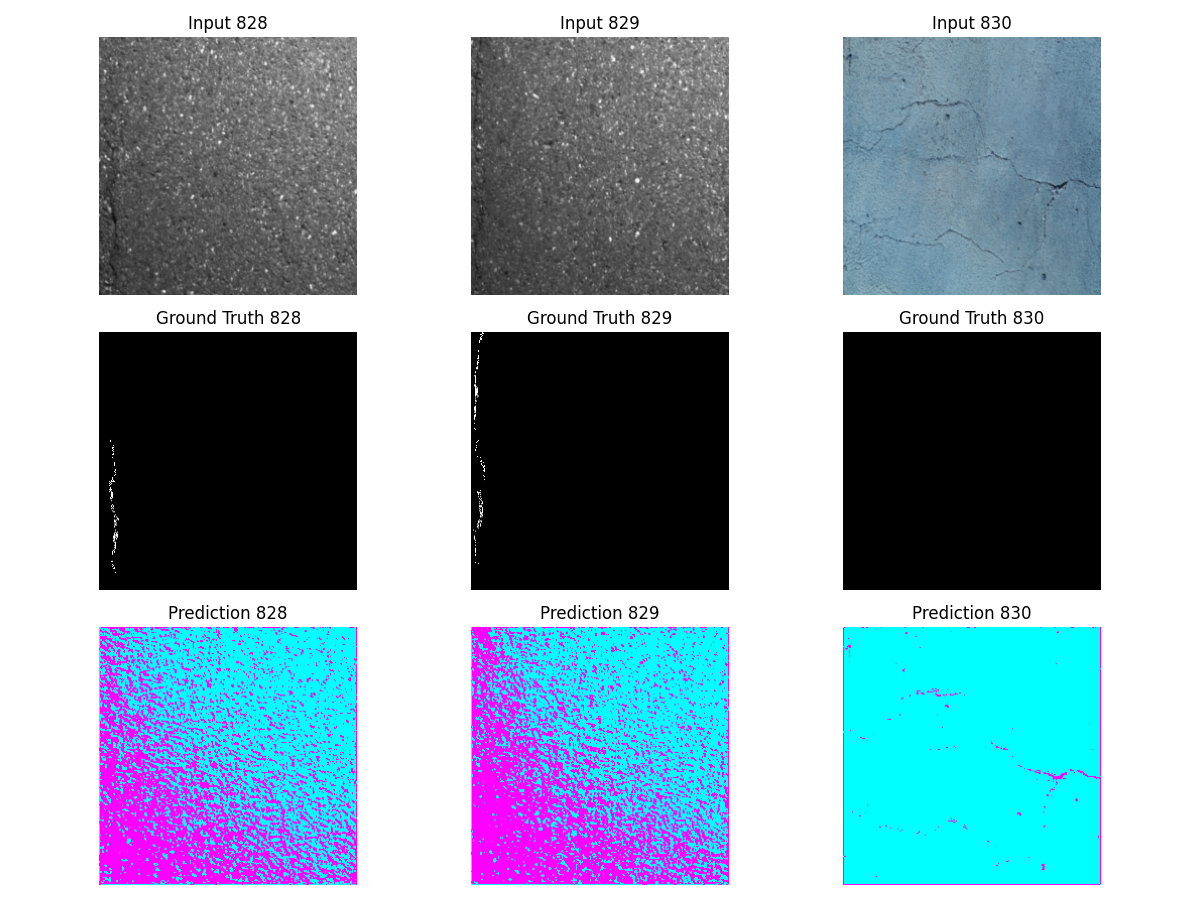 Input 828
Input 829
Input 830
Ground Truth 828
Ground Truth 829
Ground Truth 830
Prediction 828
Prediction 829
Prediction 830